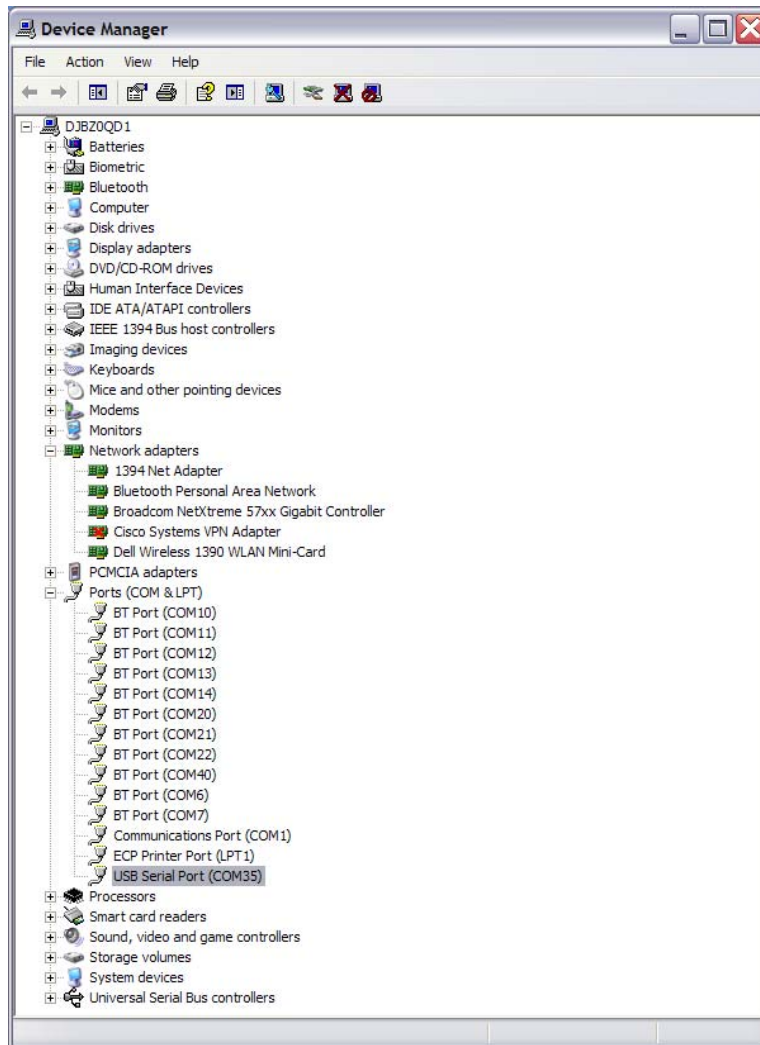 Device Manager
File Action View Help
DJBZ0QD1
Batteries
Biometric
Bluetooth
Computer
Disk drives
Display adapters
DVD/CD-ROM drives
Human Interface Devices
IDE ATA/ATAPI controllers
IEEE 1394 Bus host controllers
Imaging devices
Keyboards
Mice and other pointing devices
Modems
Monitors
Network adapters
1394 Net Adapter
Bluetooth Personal Area Network
Broadcom NetXtreme 57xx Gigabit Controller
Cisco Systems VPN Adapter
Dell Wireless 1390 WLAN Mini-Card
PCMCIA adapters
Ports (COM & LPT)
BT Port (COM10)
BT Port (COM11)
BT Port (COM12)
BT Port (COM13)
BT Port (COM14)
BT Port (COM20)
BT Port (COM21)
BT Port (COM22)
BT Port (COM40)
BT Port (COM6)
BT Port (COM7)
Communications Port (COM1)
ECP Printer Port (LPT1)
USB Serial Port (COM35)
Processors
Smart card readers
Sound, video and game controllers
Storage volumes
System devices
Universal Serial Bus controllers